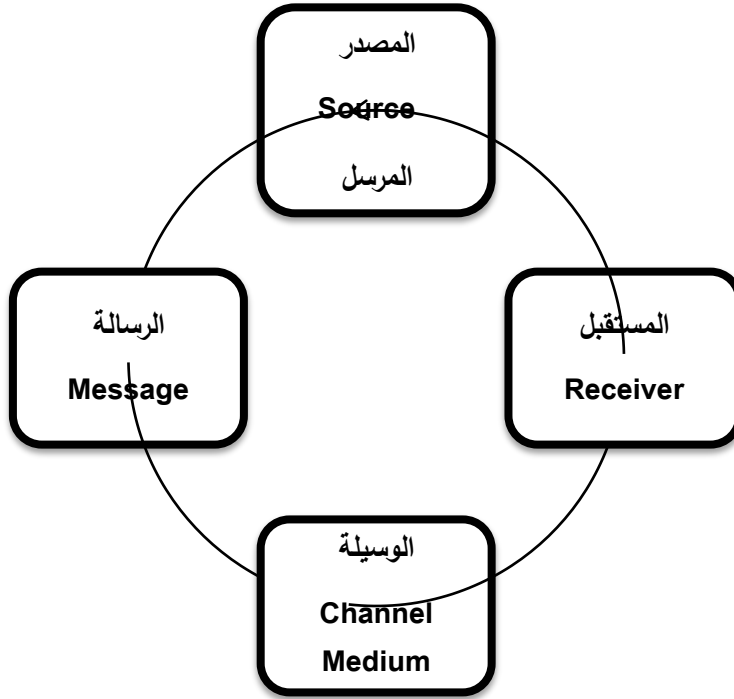 المصدر
Source
المرسل
الرسالة
Message
المستقبل
Receiver
الوسيلة
Channel
Medium